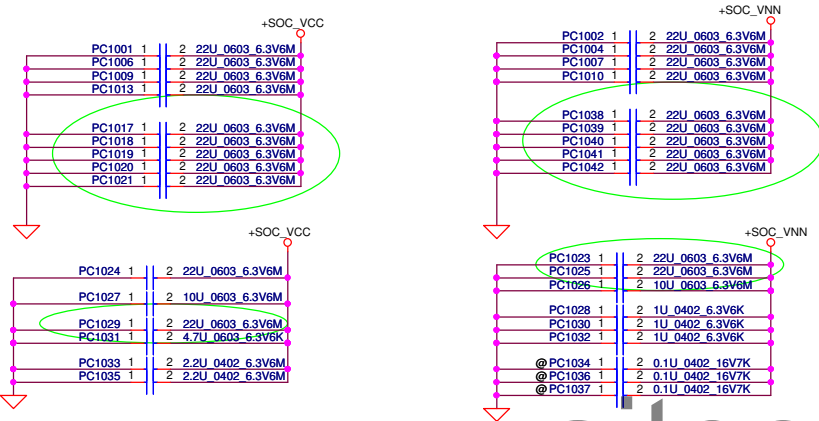 +SOC_VCC
PC1001 1 2 22U_0603_6.3V6M
PC1006 1 2 22U_0603_6.3V6M
PC1009 1 2 22U_0603_6.3V6M
PC1013 1 2 22U_0603_6.3V6M
PC1017 1 2 22U_0603_6.3V6M
PC1018 1 2 22U_0603_6.3V6M
PC1019 1 2 22U_0603_6.3V6M
PC1020 1 2 22U_0603_6.3V6M
PC1021 1 2 22U_0603_6.3V6M
+SOC_VNN
PC1002 1 2 22U_0603_6.3V6M
PC1004 1 2 22U_0603_6.3V6M
PC1007 1 2 22U_0603_6.3V6M
PC1010 1 2 22U_0603_6.3V6M
PC1038 1 2 22U_0603_6.3V6M
PC1039 1 2 22U_0603_6.3V6M
PC1040 1 2 22U_0603_6.3V6M
PC1041 1 2 22U_0603_6.3V6M
PC1042 1 2 22U_0603_6.3V6M
+SOC_VCC
PC1024 1 2 22U_0603_6.3V6M
PC1027 1 2 10U_0603_6.3V6M
PC1029 1 2 22U_0603_6.3V6M
PC1031 1 2 4.7U_0603_6.3V6K
PC1033 1 2 2.2U_0402_6.3V6M
PC1035 1 2 2.2U_0402_6.3V6M
+SOC_VNN
PC1023 1 2 22U_0603_6.3V6M
PC1025 1 2 22U_0603_6.3V6M
PC1026 1 2 10U_0603_6.3V6M
PC1028 1 2 1U_0402_6.3V6K
PC1030 1 2 1U_0402_6.3V6K
PC1032 1 2 1U_0402_6.3V6K
@ PC1034 1 2 0.1U_0402_16V7K
@ PC1036 1 2 0.1U_0402_16V7K
@ PC1037 1 2 0.1U_0402_16V7K